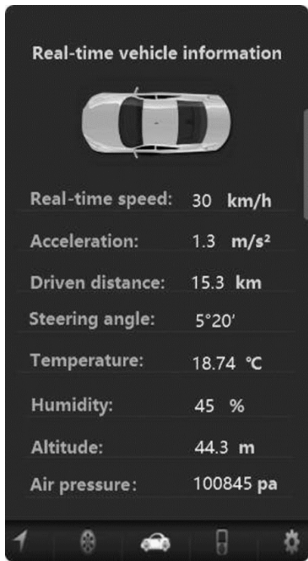 Real-time vehicle information
Real-time speed: 30 km/h
Acceleration: 1.3 m/s²
Driven distance: 15.3 km
Steering angle: 5°20′
Temperature: 18.74 ℃
Humidity: 45 %
Altitude: 44.3 m
Air pressure: 100845 pa